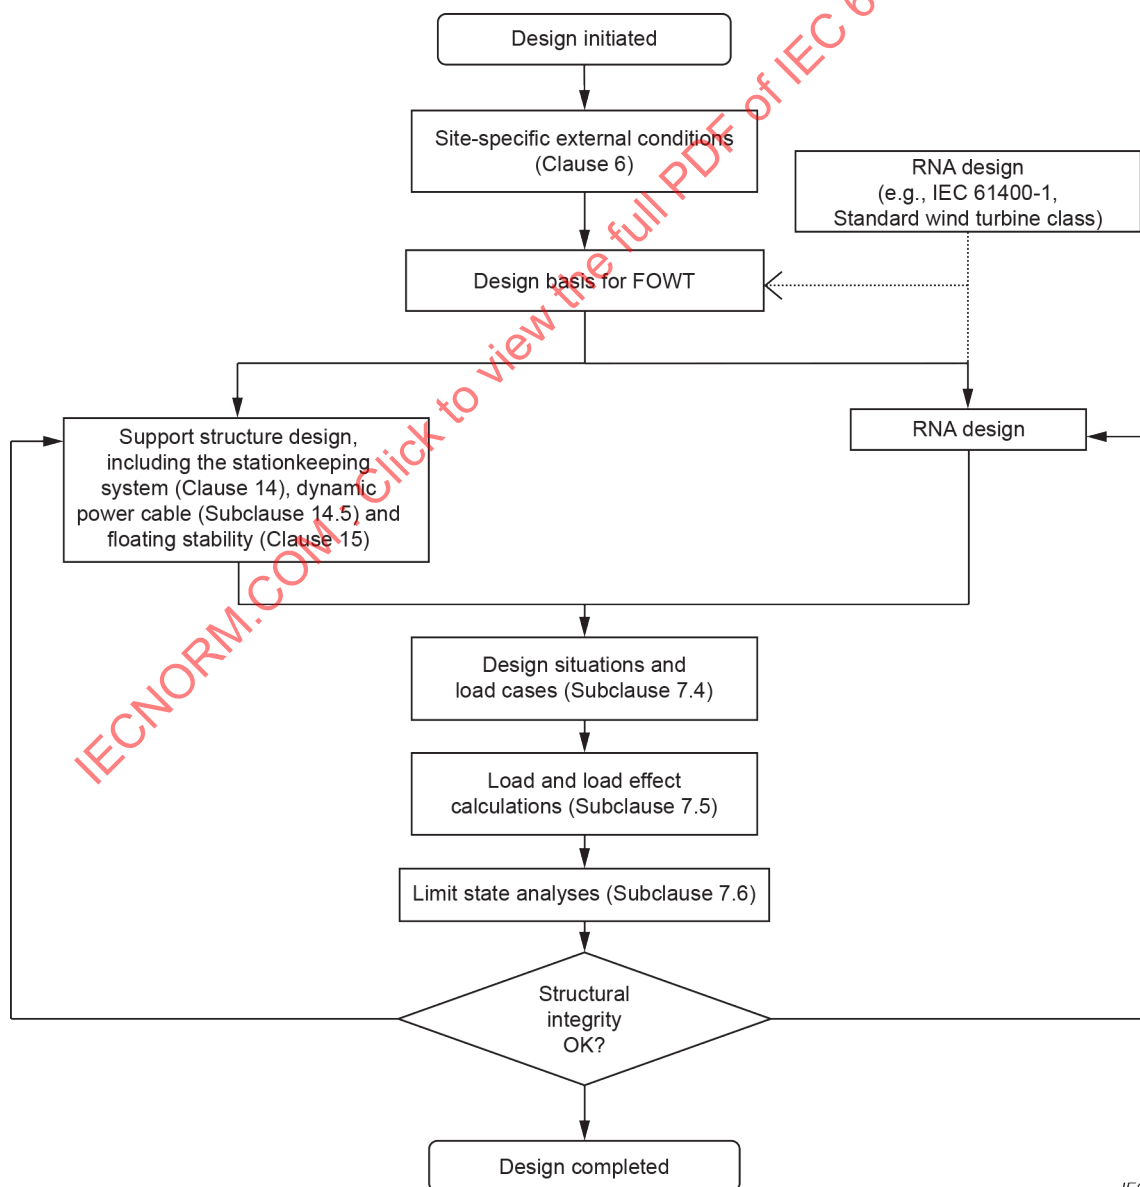 Design initiated
Site-specific external conditions
(Clause 6)
RNA design
(e.g., IEC 61400-1,
Standard wind turbine class)
Design basis for FOWT
Support structure design,
including the stationkeeping
system (Clause 14), dynamic
power cable (Subclause 14.5) and
floating stability (Clause 15)
RNA design
Design situations and
load cases (Subclause 7.4)
Load and load effect
calculations (Subclause 7.5)
Limit state analyses (Subclause 7.6)
Structural
integrity
OK?
Design completed
IECNORM.COM : Click to view the full PDF of IEC 6